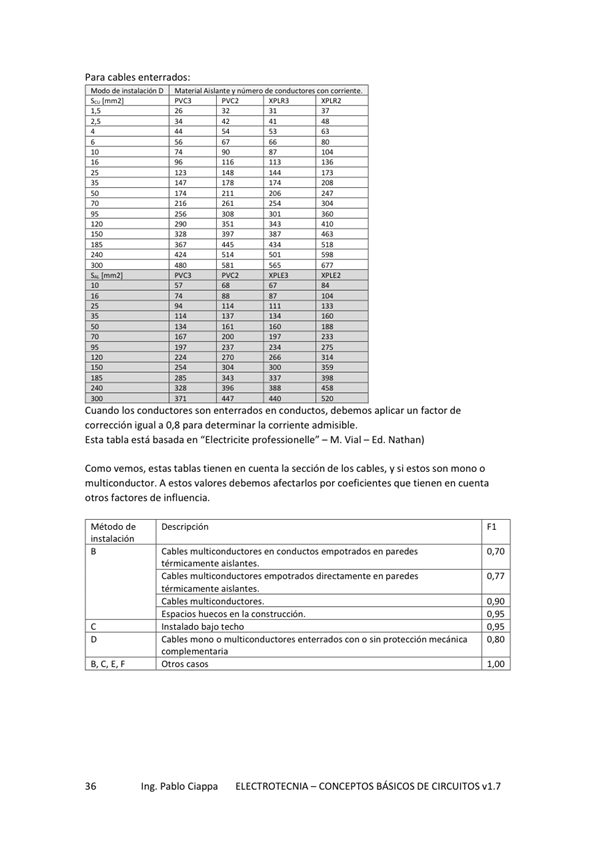 Para cables enterrados:
Modo de instalación D Material Aislante y número de conductores con corriente.
SCU [mm2] PVC3 PVC2 XPLR3 XPLR2
1,5 26 32 31 37
2,5 34 42 41 48
4 44 54 53 63
6 56 67 66 80
10 74 90 87 104
16 96 116 113 136
25 123 148 144 173
35 147 178 174 208
50 174 211 206 247
70 216 261 254 304
95 256 308 301 360
120 290 351 343 410
150 328 397 387 463
185 367 445 434 518
240 424 514 501 598
300 480 581 565 677
SAL [mm2] PVC3 PVC2 XPLE3 XPLE2
10 57 68 67 84
16 74 88 87 104
25 94 114 111 133
35 114 137 134 160
50 134 161 160 188
70 167 200 197 233
95 197 237 234 275
120 224 270 266 314
150 254 304 300 359
185 285 343 337 398
240 328 396 388 458
300 371 447 440 520
Cuando los conductores son enterrados en conductos, debemos aplicar un factor de
corrección igual a 0,8 para determinar la corriente admisible.
Esta tabla está basada en “Electricite professionelle” – M. Vial – Ed. Nathan)
Como vemos, estas tablas tienen en cuenta la sección de los cables, y si estos son mono o
multiconductor. A estos valores debemos afectarlos por coeficientes que tienen en cuenta
otros factores de influencia.
Método de Descripción F1
instalación
B Cables multiconductores en conductos empotrados en paredes 0,70
térmicamente aislantes.
Cables multiconductores empotrados directamente en paredes 0,77
térmicamente aislantes.
Cables multiconductores. 0,90
Espacios huecos en la construcción. 0,95
C Instalado bajo techo 0,95
D Cables mono o multiconductores enterrados con o sin protección mecánica 0,80
complementaria
B, C, E, F Otros casos 1,00
36 Ing. Pablo Ciappa ELECTROTECNIA – CONCEPTOS BÁSICOS DE CIRCUITOS v1.7